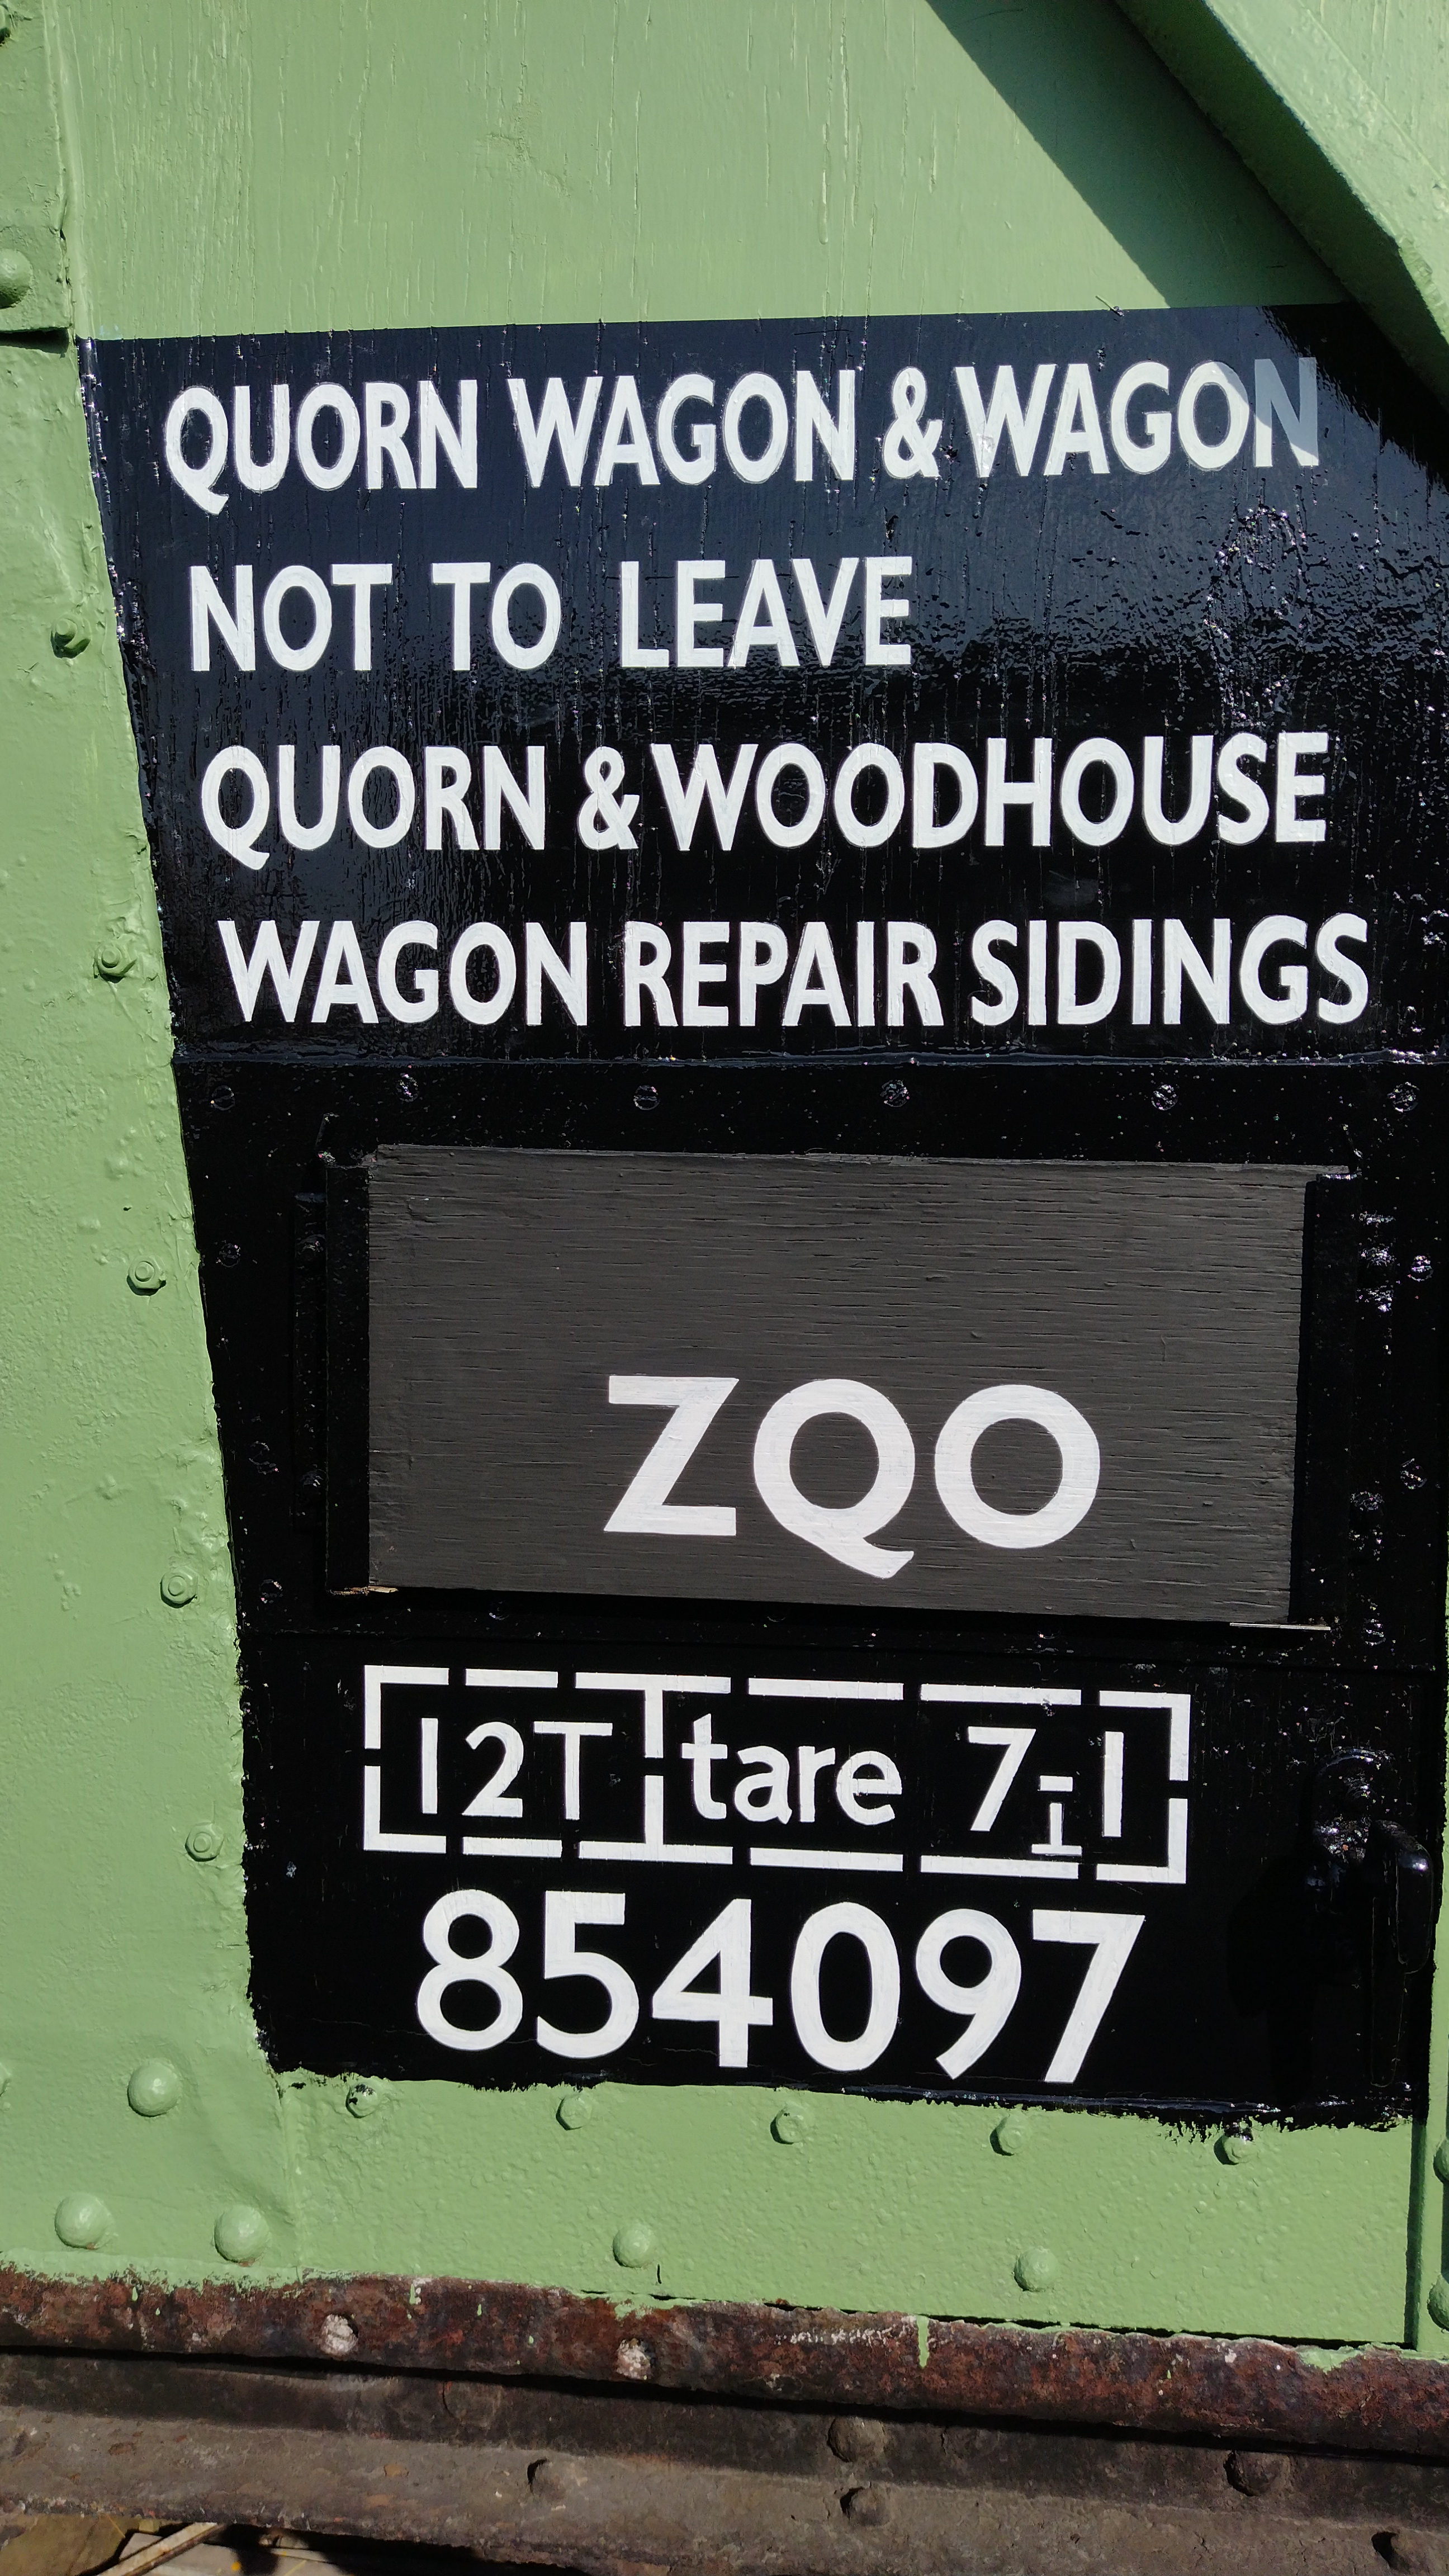 QUORN WAGON & WAGON
NOT TO LEAVE
QUORN & WOODHOUSE
WAGON REPAIR SIDINGS
ZQO
12T tare 7-1
854097